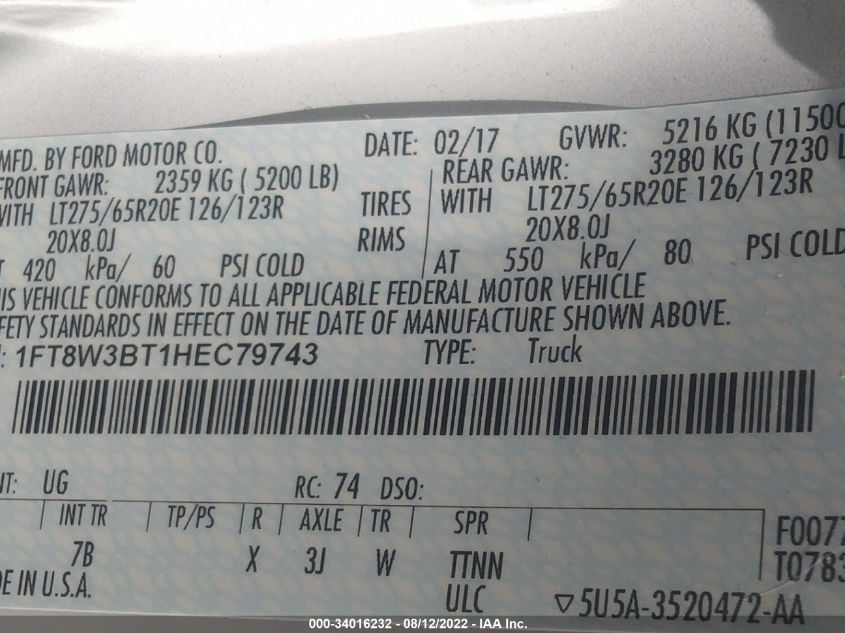 MFD. BY FORD MOTOR CO. DATE: 02/17 GVWR: 5216 KG (11500
FRONT GAWR: 2359 KG ( 5200 LB) REAR GAWR: 3280 KG ( 7230 L
WITH LT275/65R20E 126/123R TIRES WITH LT275/65R20E 126/123R
20X8.0J RIMS 20X8.0J
T 420 kPa/ 60 PSI COLD AT 550 kPa/ 80 PSI COLD
IS VEHICLE CONFORMS TO ALL APPLICABLE FEDERAL MOTOR VEHICLE
FETY STANDARDS IN EFFECT ON THE DATE OF MANUFACTURE SHOWN ABOVE.
: 1FT8W3BT1HEC79743 TYPE: Truck
NT: UG RC: 74 DSO:
INT TR TP/PS R AXLE TR SPR F0077
7B X 3J W TTNN T0783
DE IN U.S.A. ULC ▽5U5A-3520472-AA
000-34016232 - 08/12/2022 - IAA Inc.